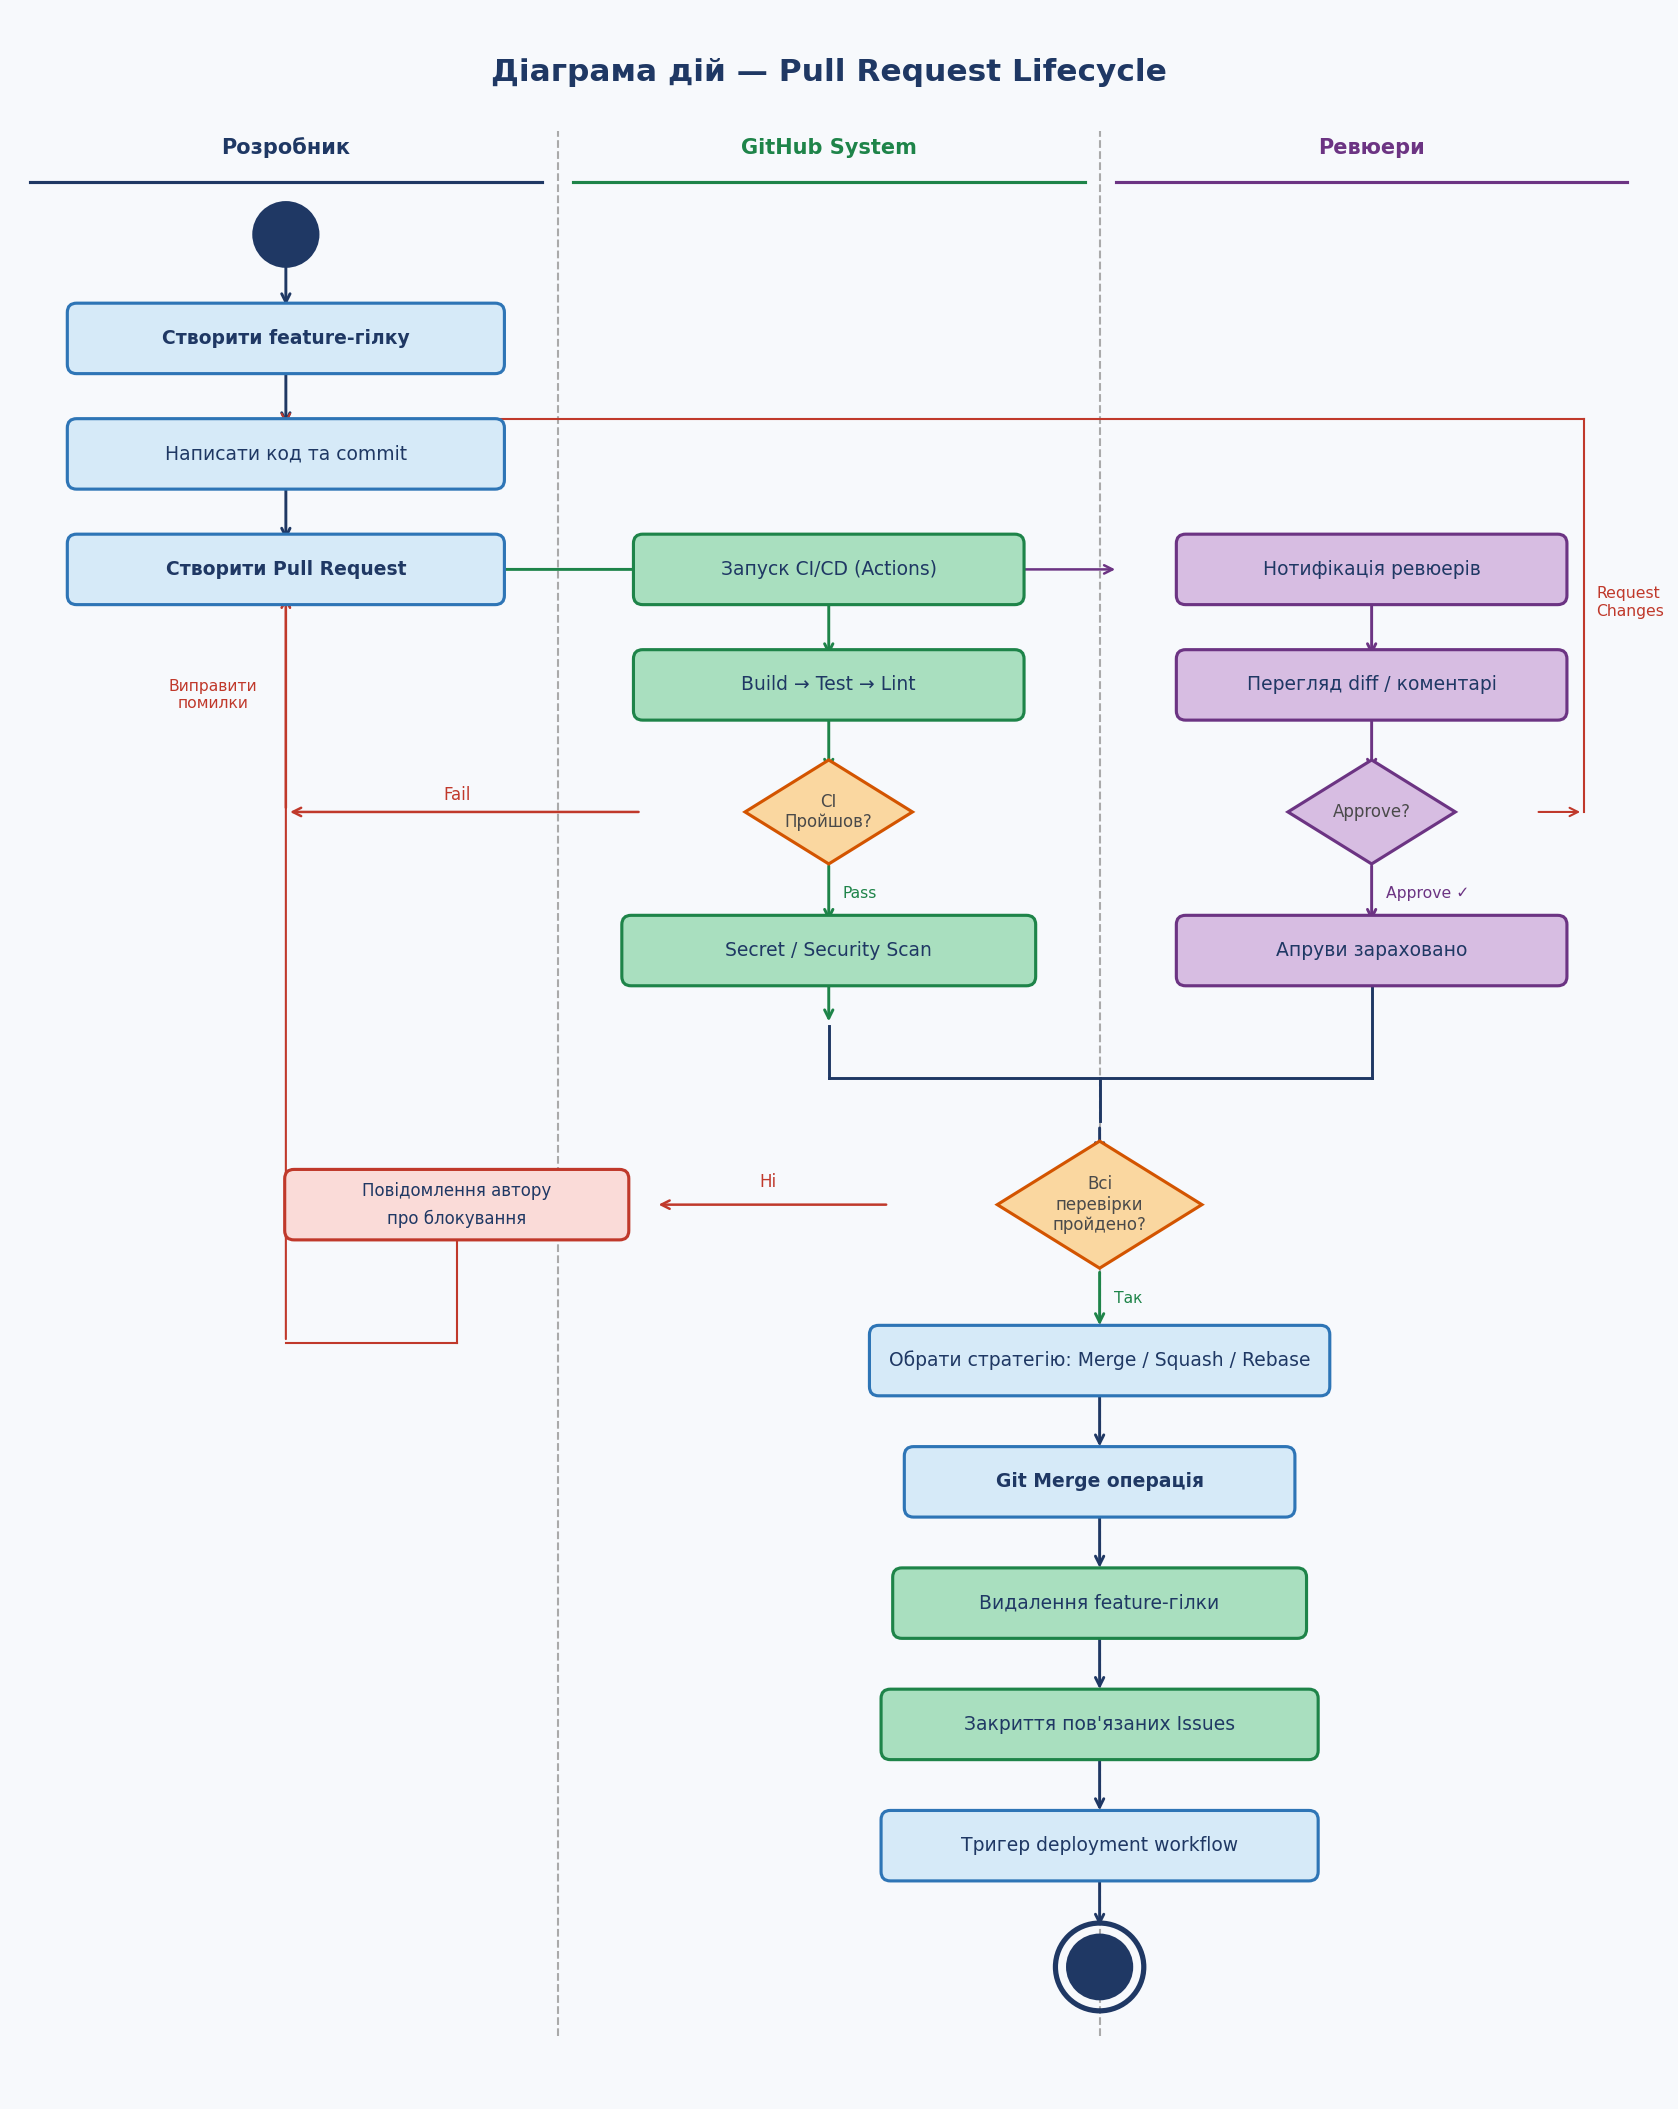 Діаграма дій — Pull Request Lifecycle
Розробник
GitHub System
Ревюери
Створити feature-гілку
Написати код та commit
Створити Pull Request
Запуск CI/CD (Actions)
Нотифікація ревюерів
Request
Changes
Виправити
помилки
Build → Test → Lint
Перегляд diff / коментарі
Fail
CI
Пройшов?
Approve?
Pass
Approve ✓
Secret / Security Scan
Апруви зараховано
Повідомлення автору
про блокування
Ні
Всі
перевірки
пройдено?
Так
Обрати стратегію: Merge / Squash / Rebase
Git Merge операція
Видалення feature-гілки
Закриття пов'язаних Issues
Тригер deployment workflow